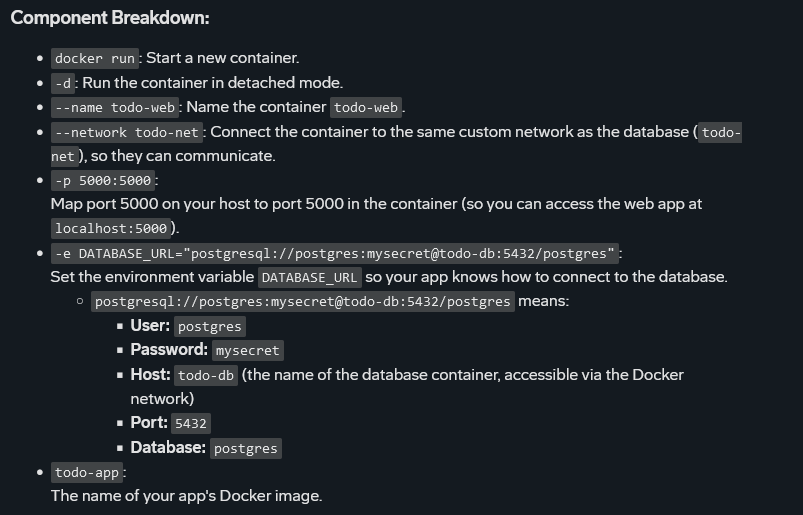 Component Breakdown:
docker run: Start a new container.
-d: Run the container in detached mode.
--name todo-web: Name the container todo-web.
--network todo-net: Connect the container to the same custom network as the database (todo-
net), so they can communicate.
-p 5000:5000:
Map port 5000 on your host to port 5000 in the container (so you can access the web app at
localhost:5000).
-e DATABASE_URL="postgresql://postgres:mysecret@todo-db:5432/postgres":
Set the environment variable DATABASE_URL so your app knows how to connect to the database.
postgresql://postgres:mysecret@todo-db:5432/postgres means:
User: postgres
Password: mysecret
Host: todo-db (the name of the database container, accessible via the Docker
network)
Port: 5432
Database: postgres
todo-app:
The name of your app's Docker image.